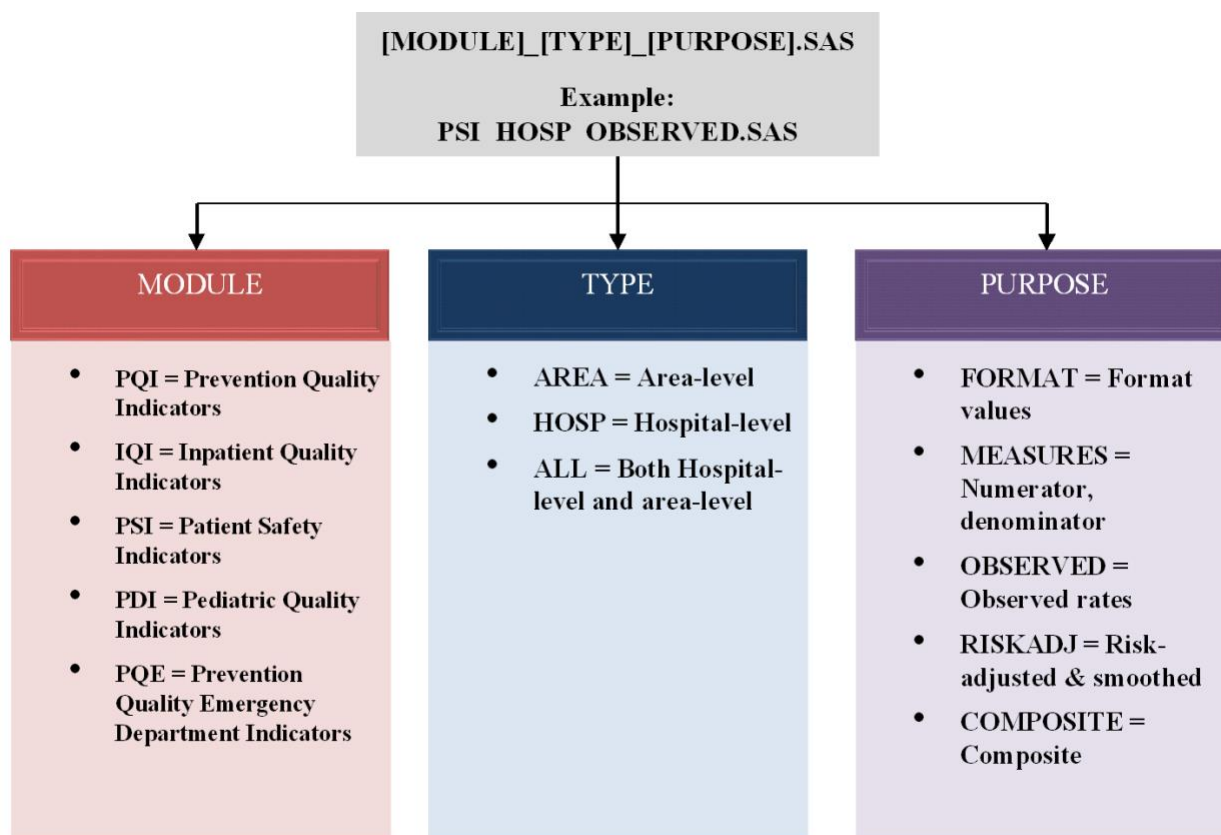 [MODULE]_[TYPE]_[PURPOSE].SAS
Example:
PSI HOSP OBSERVED.SAS
MODULE
• PQI = Prevention Quality
Indicators
• IQI = Inpatient Quality
Indicators
• PSI = Patient Safety
Indicators
• PDI = Pediatric Quality
Indicators
• PQE = Prevention
Quality Emergency
Department Indicators
TYPE
• AREA = Area-level
• HOSP = Hospital-level
• ALL = Both Hospital-
level and area-level
PURPOSE
• FORMAT = Format
values
• MEASURES =
Numerator,
denominator
• OBSERVED =
Observed rates
• RISKADJ = Risk-
adjusted & smoothed
• COMPOSITE =
Composite